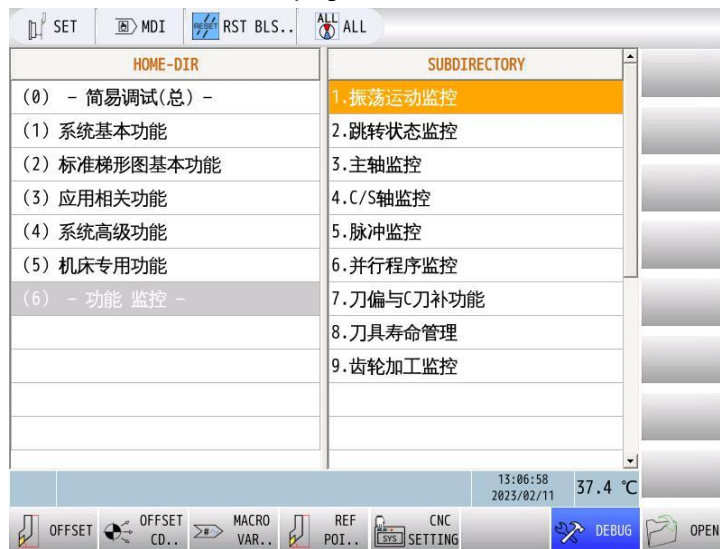 SET MDI RESET RST BLS.. ALL ALL
HOME-DIR SUBDIRECTORY
(0) - 简易调试(总) - 1.振荡运动监控
(1) 系统基本功能 2.跳转状态监控
(2) 标准梯形图基本功能 3.主轴监控
(3) 应用相关功能 4.C/S轴监控
(4) 系统高级功能 5.脉冲监控
(5) 机床专用功能 6.并行程序监控
(6) - 功能 监控 - 7.刀偏与C刀补功能
8.刀具寿命管理
9.齿轮加工监控
13:06:58
2023/02/11 37.4 ℃
OFFSET OFFSET CD.. >#> MACRO VAR.. REF POI.. SYS CNC SETTING DEBUG OPEN